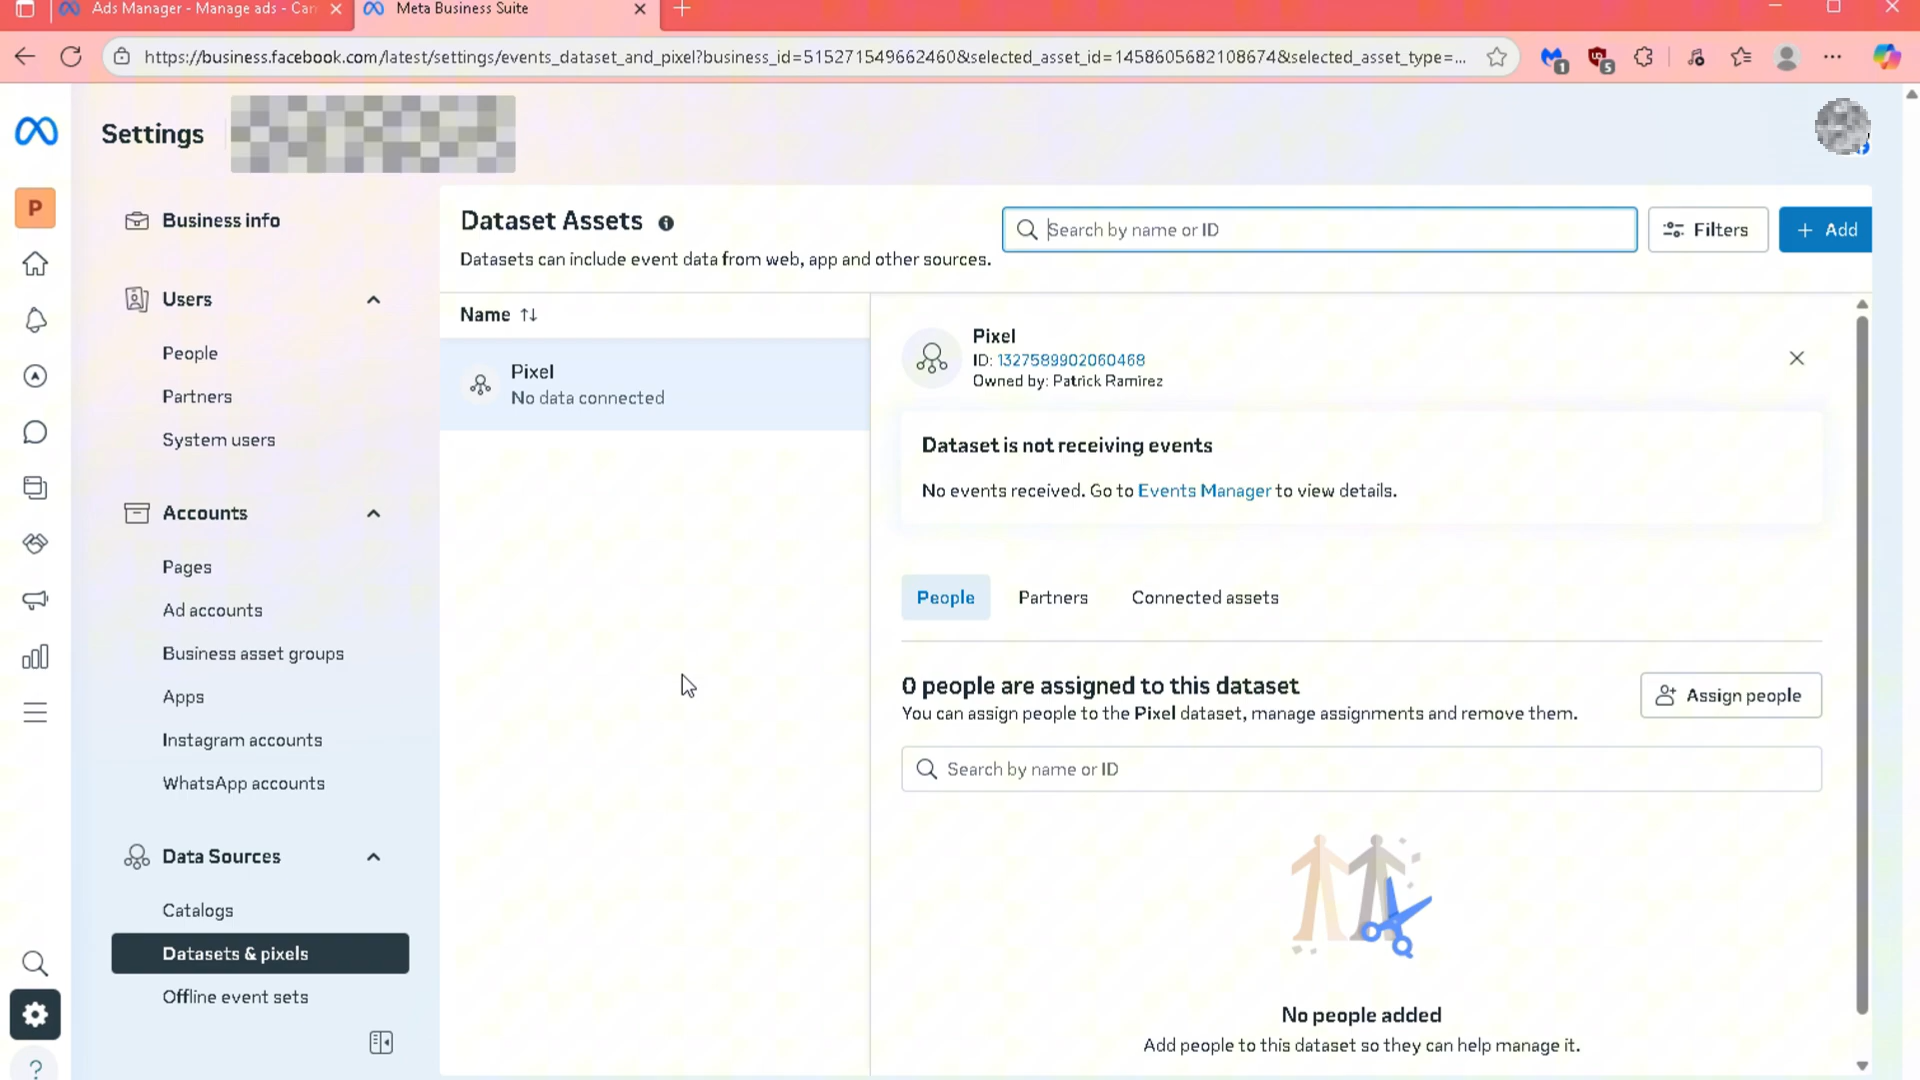 Ads Manager - Manage ads - Can
Meta Business Suite
https://business.facebook.com/latest/settings/events_dataset_and_pixel?business_id=515271549662460&selected_asset_id=1458605682108674&selected_asset_type=...
1
5
Settings
P
Business info
Users
People
Partners
System users
Accounts
Pages
Ad accounts
Business asset groups
Apps
Instagram accounts
WhatsApp accounts
Data Sources
Catalogs
Datasets & pixels
Offline event sets
?
Dataset Assets
Datasets can include event data from web, app and other sources.
Search by name or ID
Filters
+ Add
Name
Pixel
No data connected
Pixel
ID: 1327589902060468
Owned by: Patrick Ramirez
Dataset is not receiving events
No events received. Go to Events Manager to view details.
People
Partners
Connected assets
0 people are assigned to this dataset
You can assign people to the Pixel dataset, manage assignments and remove them.
Assign people
Search by name or ID
No people added
Add people to this dataset so they can help manage it.